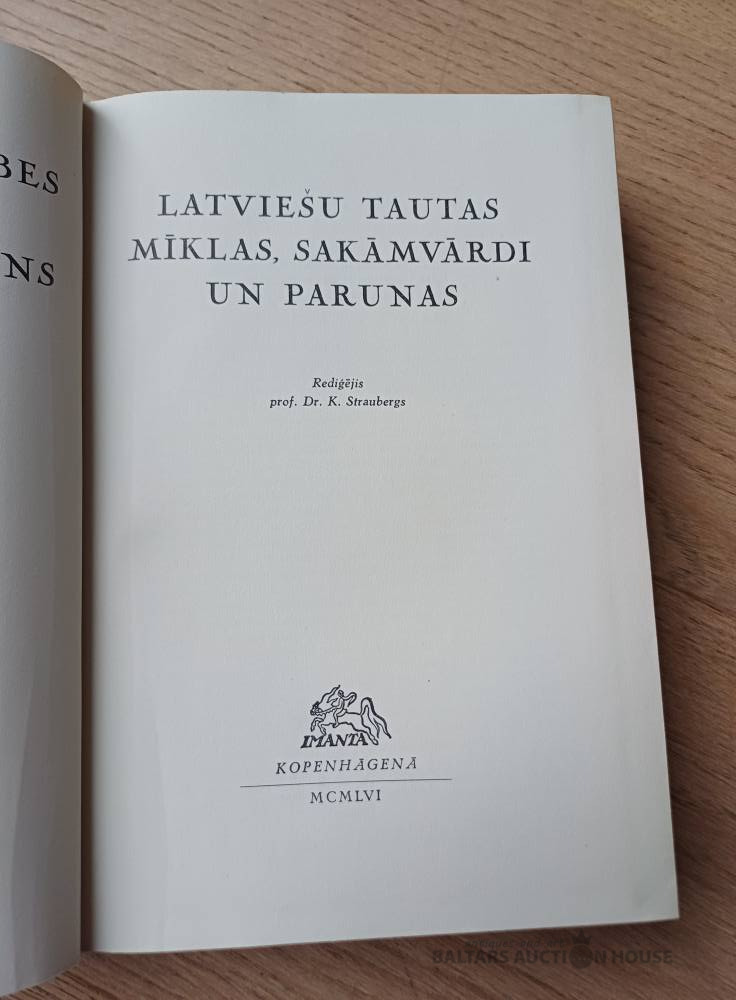 BES
NS
LATVIEŠU TAUTAS
MĪKLAS, SAKĀMVĀRDI
UN PARUNAS
Rediģējis
prof. Dr. K. Straubergs
IMANTA
KOPENHĀGENĀ
MCMLVI
BALTARS AUCTION HOUSE